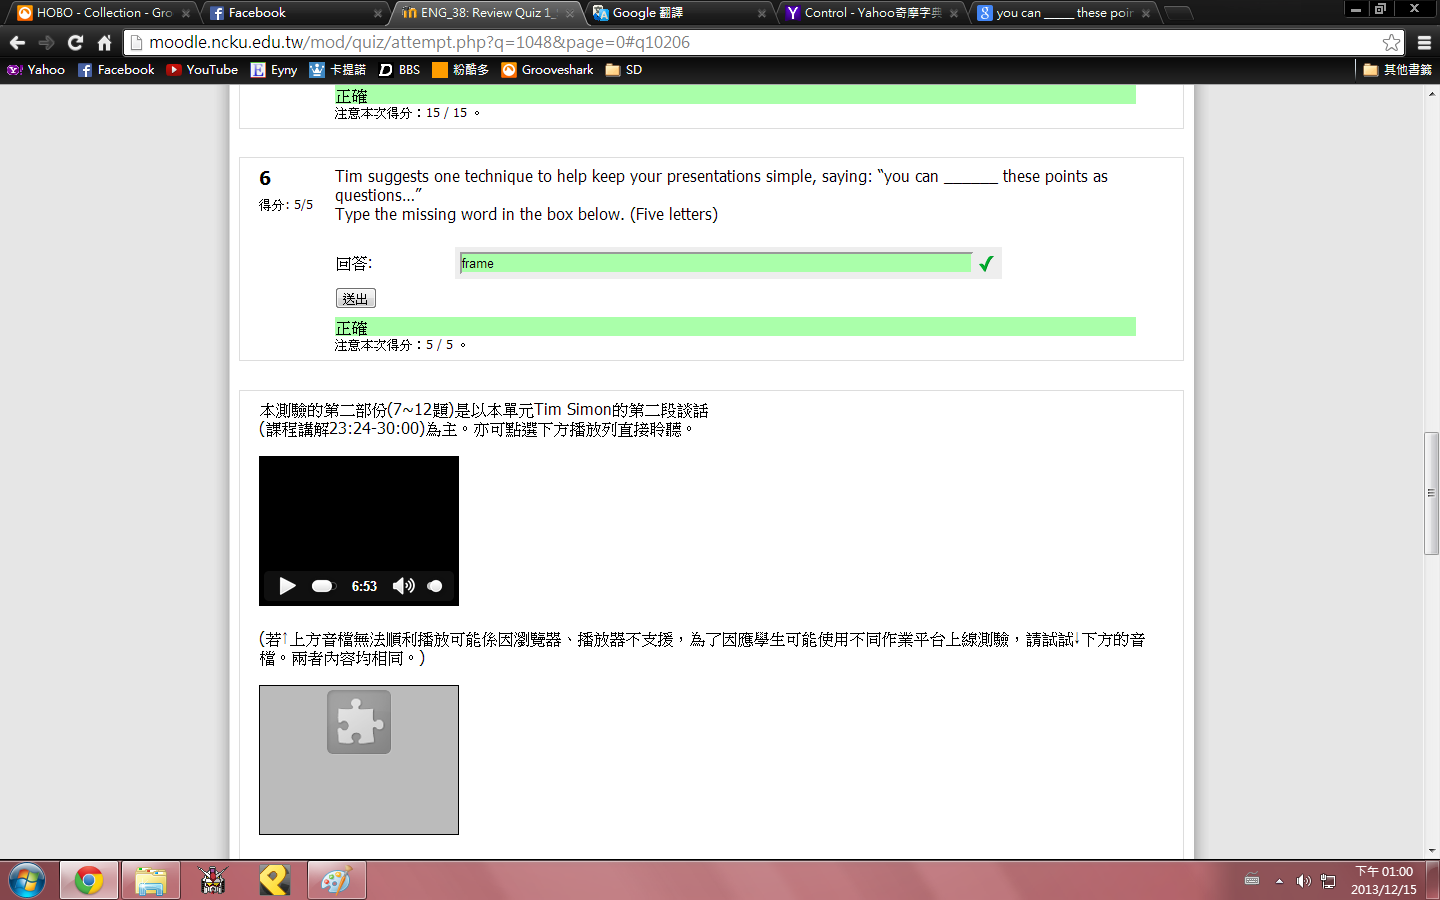 HOBO - Collection - Gro
Facebook
ENG_38: Review Quiz 1_
Google 翻譯
Control - Yahoo奇摩字典
you can _____ these poin
moodle.ncku.edu.tw/mod/quiz/attempt.php?q=1048&page=0#q10206
Yahoo Facebook YouTube Eyny 卡提諾 BBS 粉酷多 Grooveshark SD 其他書籤
正確
注意本次得分：15 / 15 。
6
得分: 5/5
Tim suggests one technique to help keep your presentations simple, saying: “you can ______ these points as
questions...”
Type the missing word in the box below. (Five letters)
回答:
frame
送出
正確
注意本次得分：5 / 5 。
本測驗的第二部份(7~12題)是以本單元Tim Simon的第二段談話
(課程講解23:24-30:00)為主。亦可點選下方播放列直接聆聽。
6:53
(若↑上方音檔無法順利播放可能係因瀏覽器、播放器不支援，為了因應學生可能使用不同作業平台上線測驗，請試試↓下方的音
檔。兩者內容均相同。)
下午 01:00
2013/12/15